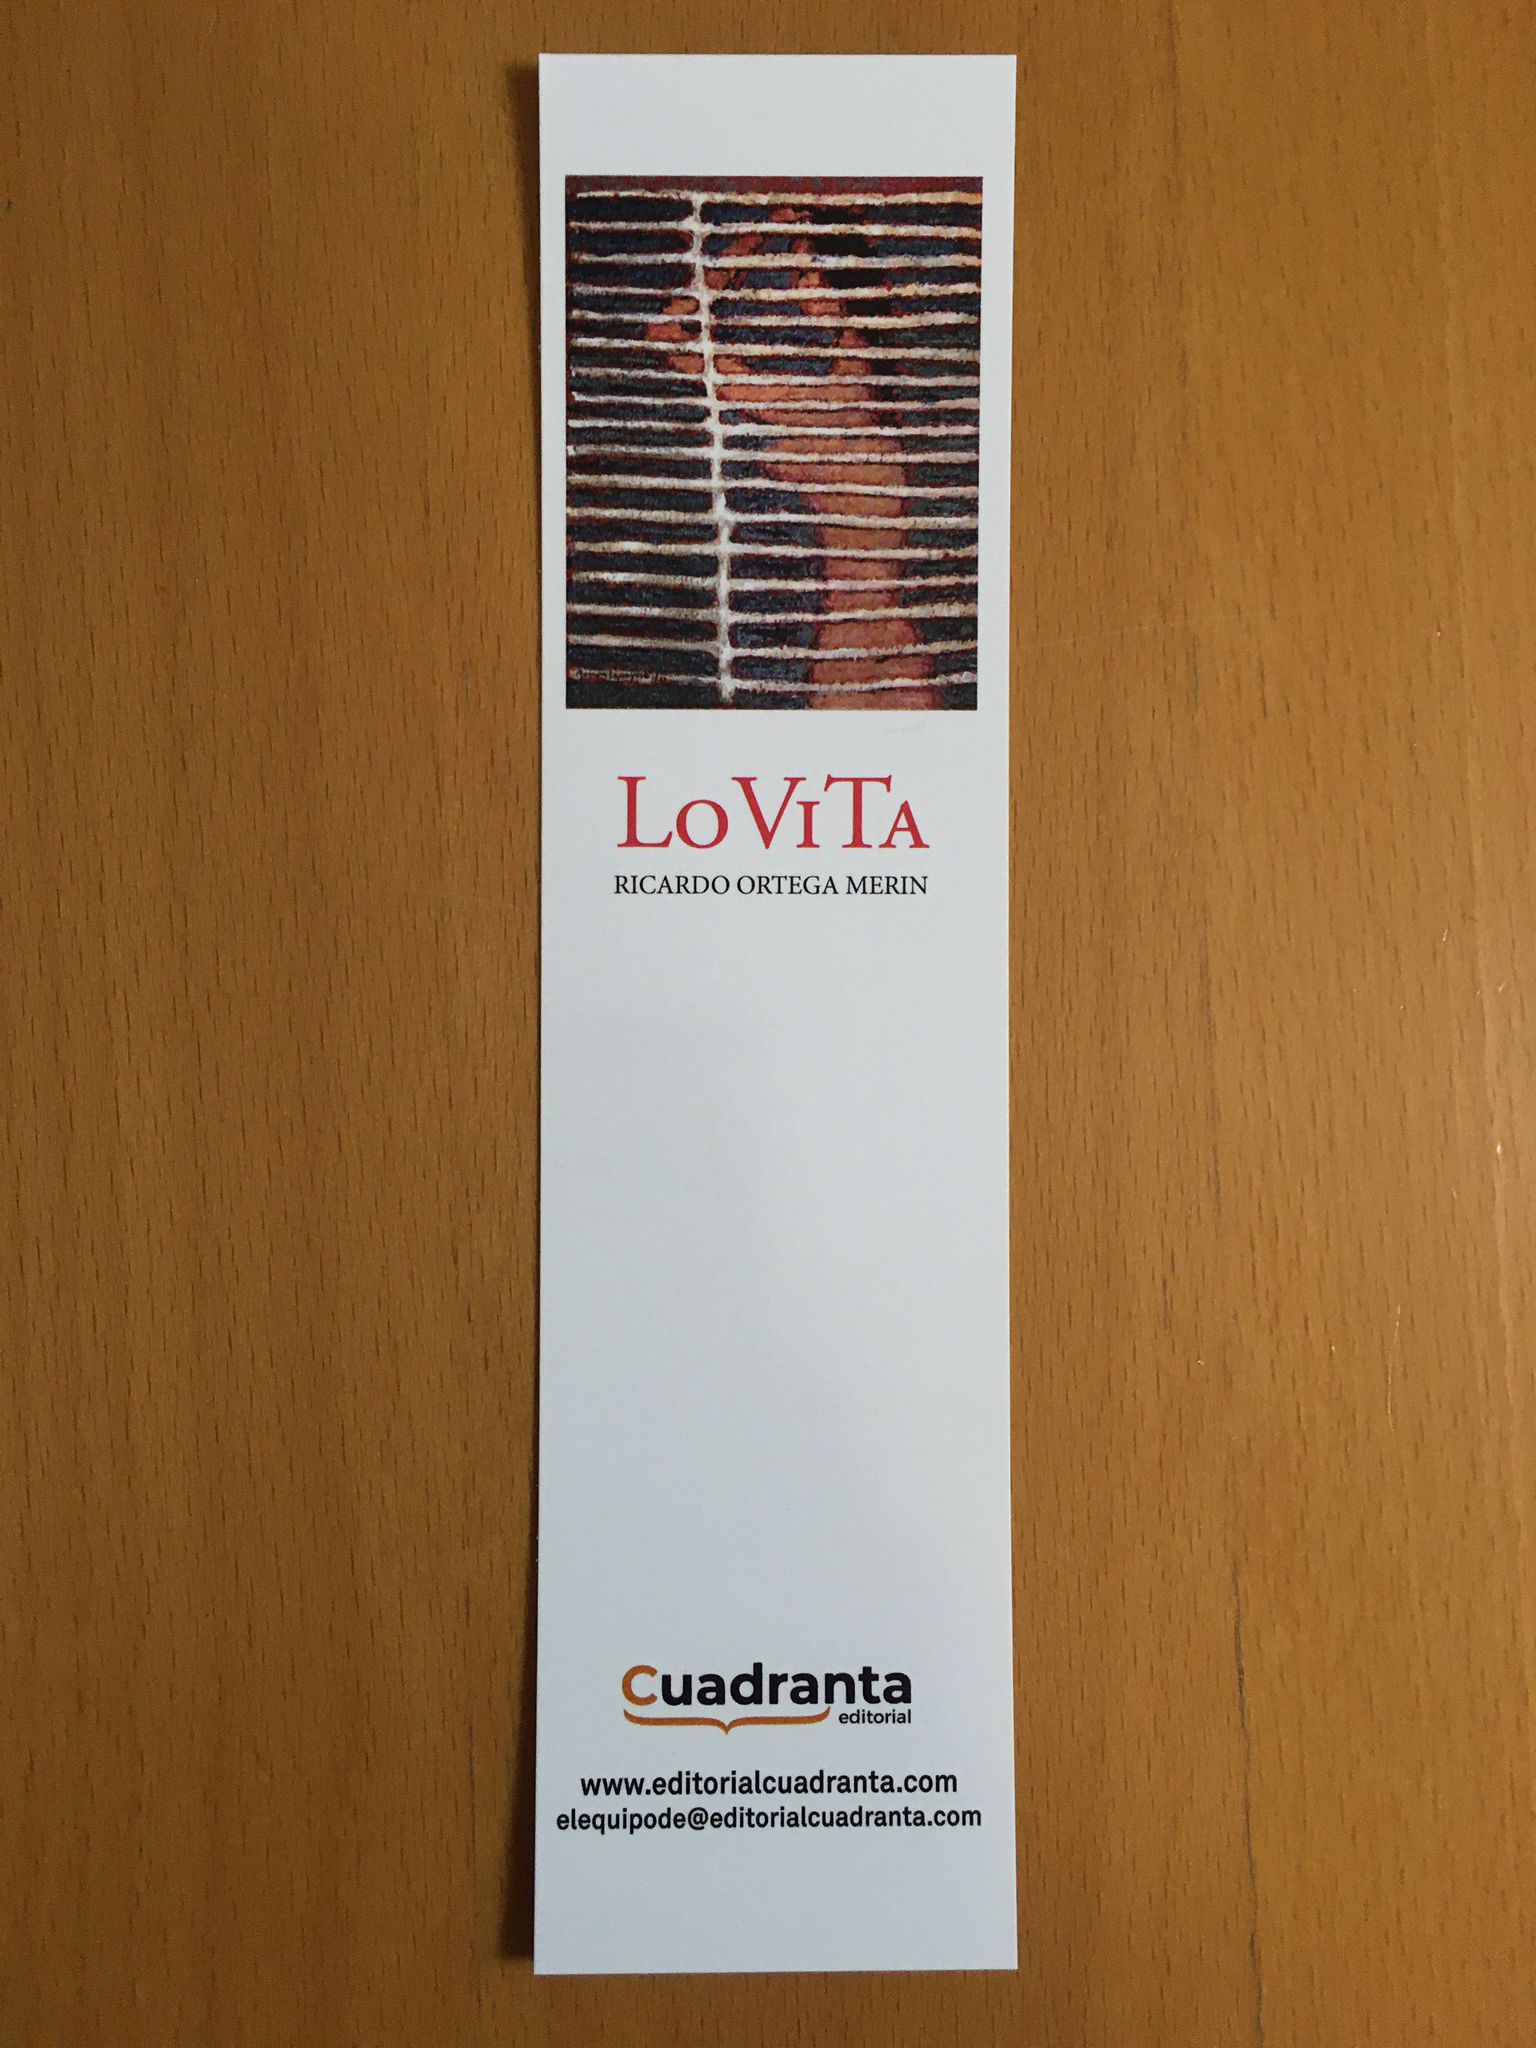 LoViTa
RICARDO ORTEGA MERIN
Cuadranta
editorial
www.editorialcuadranta.com
elequipode@editorialcuadranta.com